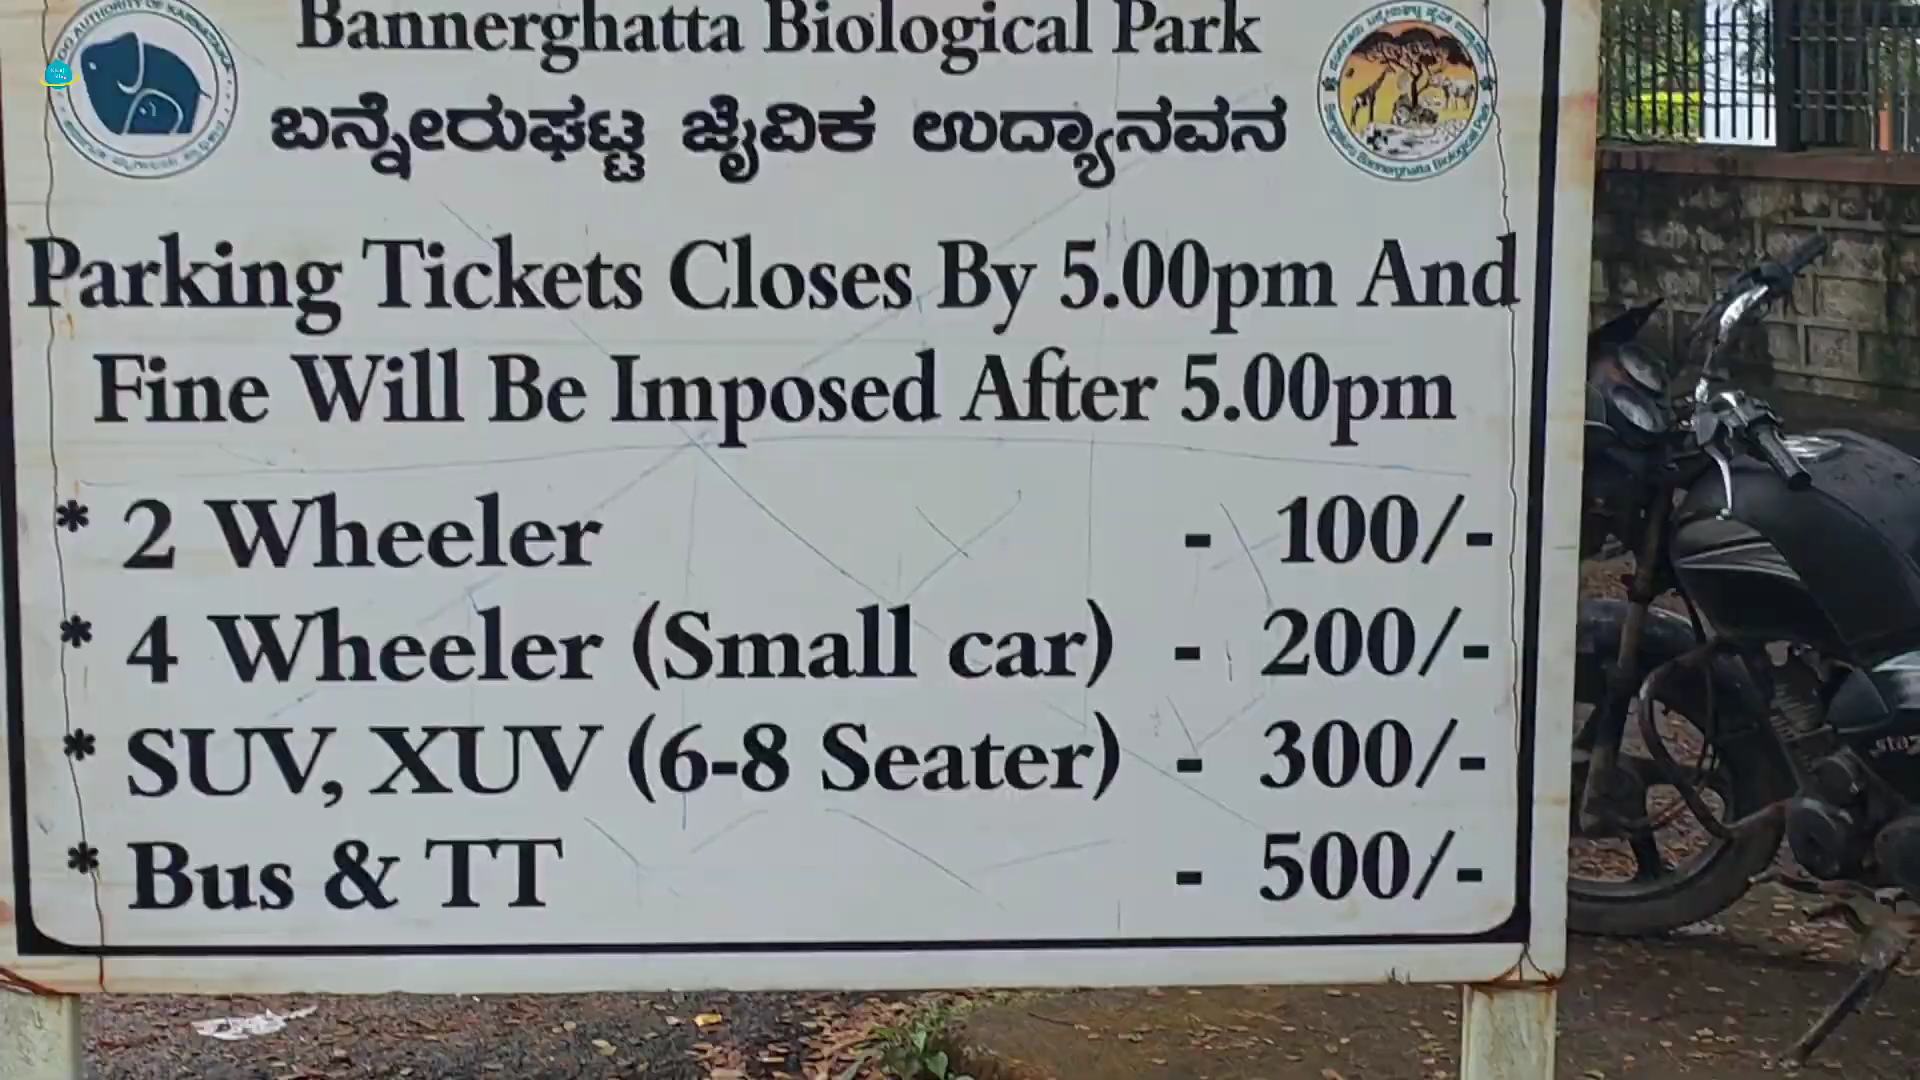 Bannerghatta Biological Park
ಬನ್ನೇರುಘಟ್ಟ ಜೈವಿಕ ಉದ್ಯಾನವನ
Parking Tickets Closes By 5.00pm And
Fine Will Be Imposed After 5.00pm
* 2 Wheeler - 100/-
* 4 Wheeler (Small car) - 200/-
* SUV, XUV (6-8 Seater) - 300/-
* Bus & TT - 500/-